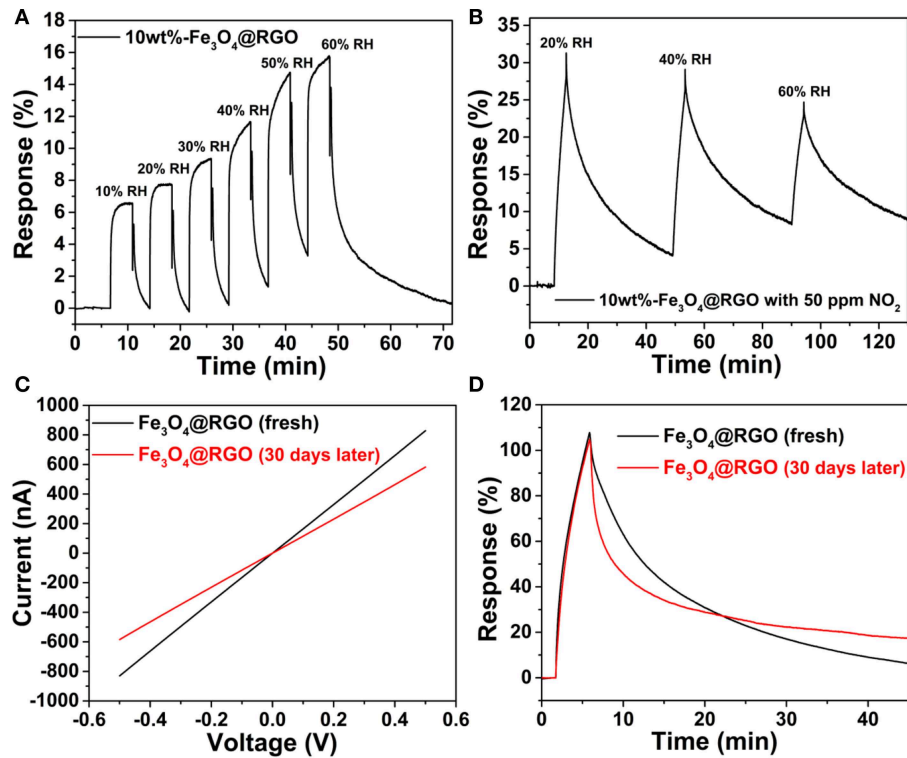 A
18
16
14
12
10
8
6
4
2
0
Response (%)
10wt%-Fe₃O₄@RGO
10% RH
20% RH
30% RH
40% RH
50% RH
60% RH
0 10 20 30 40 50 60 70
Time (min)
B
35
30
25
20
15
10
5
0
Response (%)
20% RH
40% RH
60% RH
10wt%-Fe₃O₄@RGO with 50 ppm NO₂
0 20 40 60 80 100 120
Time (min)
C
1000
800
600
400
200
0
-200
-400
-600
-800
-1000
Current (nA)
Fe₃O₄@RGO (fresh)
Fe₃O₄@RGO (30 days later)
-0.6 -0.4 -0.2 0.0 0.2 0.4 0.6
Voltage (V)
D
120
100
80
60
40
20
0
Response (%)
Fe₃O₄@RGO (fresh)
Fe₃O₄@RGO (30 days later)
0 10 20 30 40
Time (min)